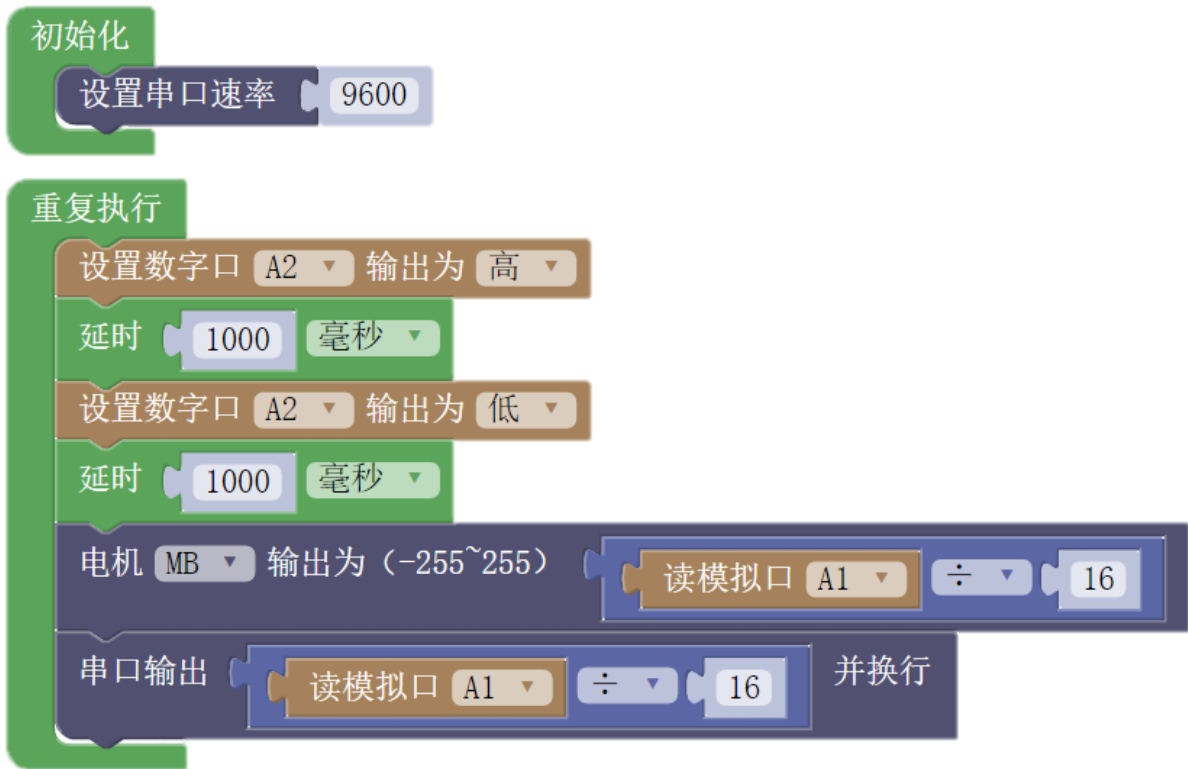 初始化
设置串口速率 9600
重复执行
设置数字口 A2 输出为 高
延时 1000 毫秒
设置数字口 A2 输出为 低
延时 1000 毫秒
电机 MB 输出为（-255~255） 读模拟口 A1 ÷ 16
串口输出 读模拟口 A1 ÷ 16 并换行